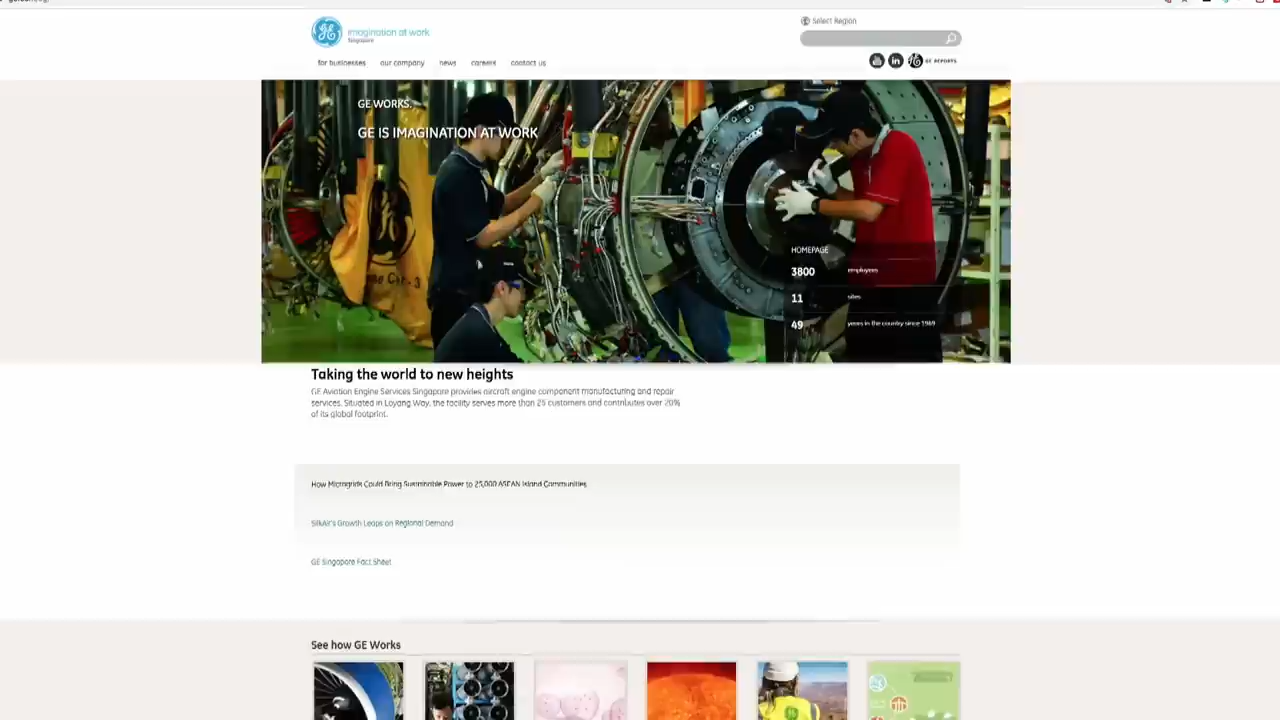 imagination at work
Singapore
Select Region
for businesses our company news careers contact us
in GE REPORTS
GE WORKS.
GE IS IMAGINATION AT WORK
HOMEPAGE
3800 employees
11 sites
49 years in the country since 1969
Taking the world to new heights
GE Aviation Engine Services Singapore provides aircraft engine component manufacturing and repair
services. Situated in Loyang Way, the facility serves more than 25 customers and contributes over 20%
of its global footprint.
How Microgrids Could Bring Sustainable Power to 25,000 ASEAN Island Communities
SilkAir's Growth Leaps on Regional Demand
GE Singapore Fact Sheet
See how GE Works